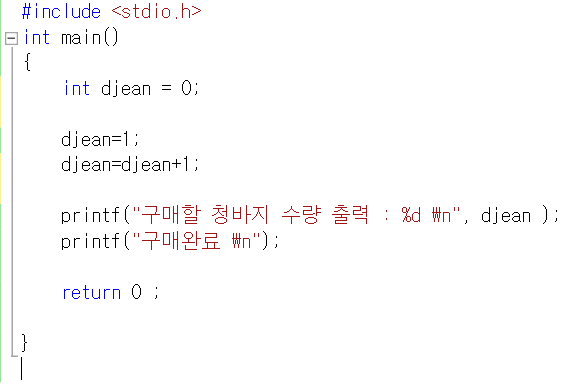 #include <stdio.h>
int main()
{
int djean = 0;
djean=1;
djean=djean+1;
printf("구매할 청바지 수량 출력 : %d ₩n", djean );
printf("구매완료 ₩n");
return 0 ;
}